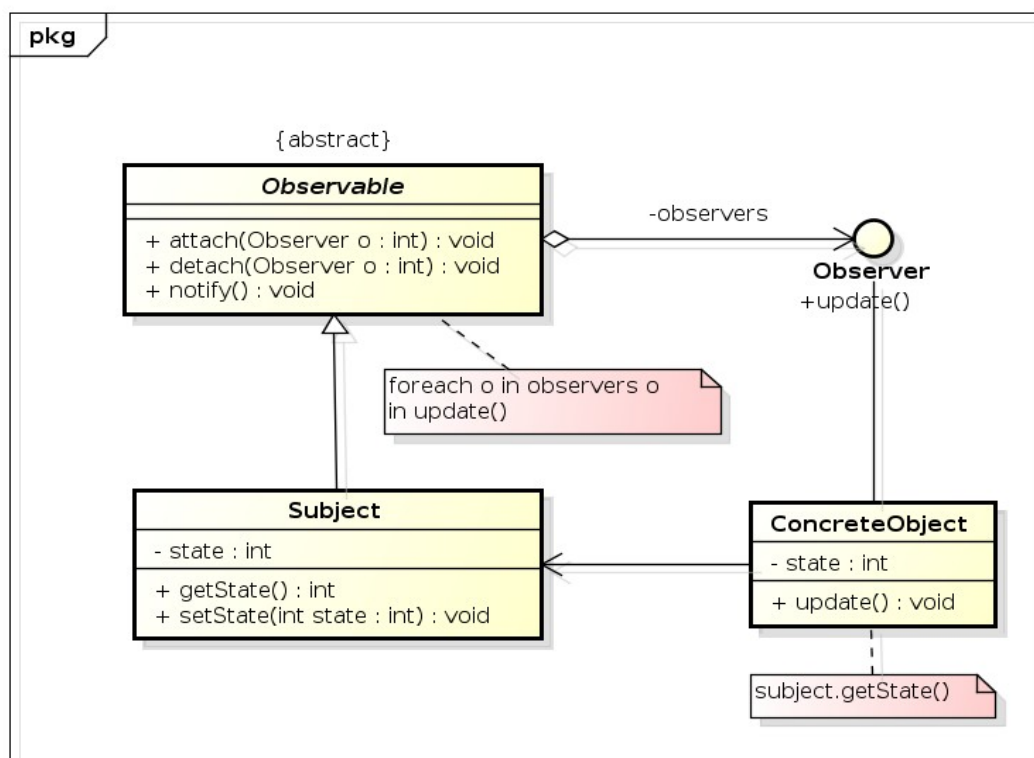 pkg
{abstract}
Observable
+ attach(Observer o : int) : void
+ detach(Observer o : int) : void
+ notify() : void
-observers
Observer
+update()
foreach o in observers o
in update()
Subject
- state : int
+ getState() : int
+ setState(int state : int) : void
ConcreteObject
- state : int
+ update() : void
subject.getState()